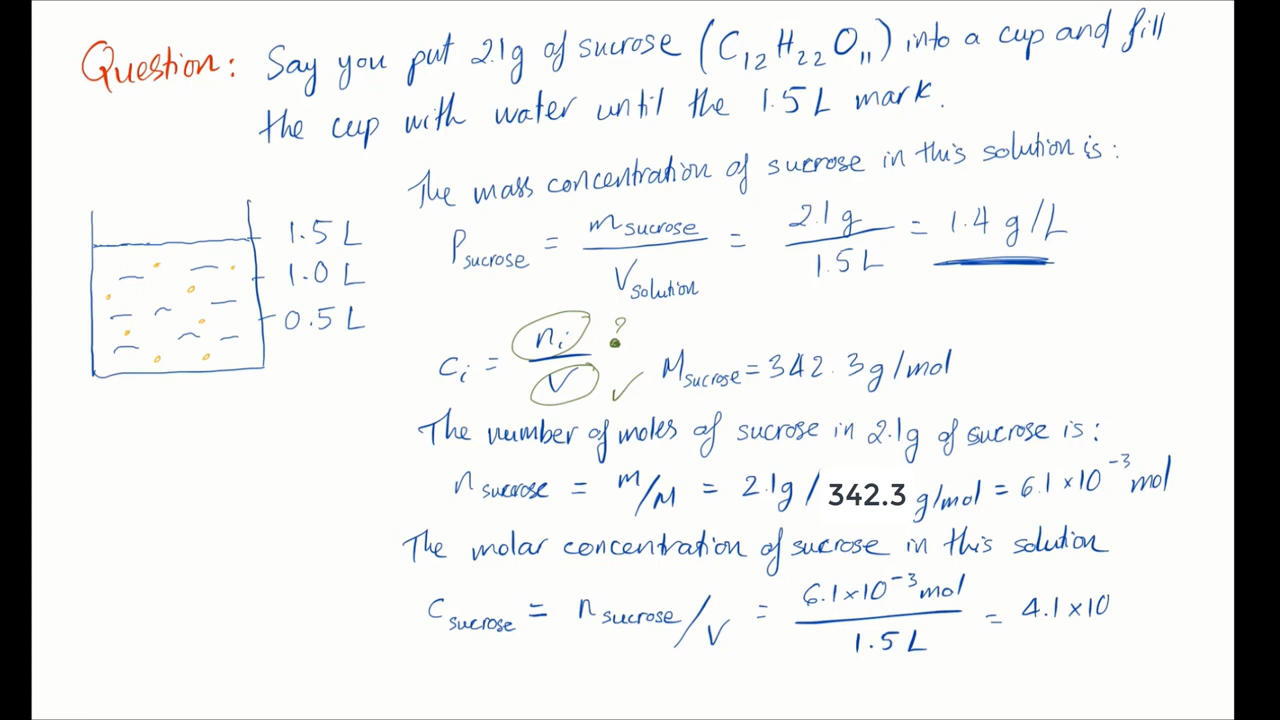 Question: Say you put 2.1g of sucrose (C₁₂H₂₂O₁₁) into a cup and fill
the cup with water until the 1.5L mark.
The mass concentration of sucrose in this solution is:
1.5 L
1.0 L
0.5 L
ρsucrose = msucrose / Vsolution = 2.1 g / 1.5L = 1.4 g/L
cᵢ = nᵢ / V ? ✓ Msucrose = 342.3g/mol
The number of moles of sucrose in 2.1g of sucrose is:
nsucrose = m/M = 2.1g / 342.3 g/mol = 6.1×10⁻³ mol
The molar concentration of sucrose in this solution
csucrose = nsucrose/V = 6.1×10⁻³ mol / 1.5 L = 4.1×10